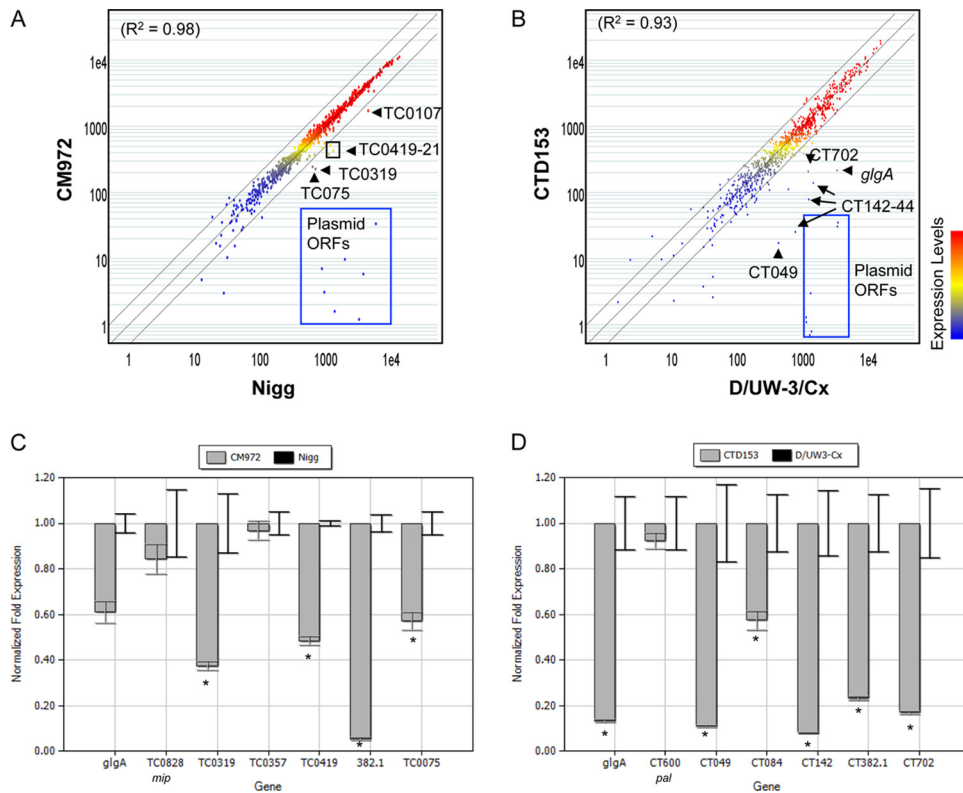 A
(R² = 0.98)
CM972
1e4
1000
100
10
1
TC0107
TC0419-21
TC0319
TC075
Plasmid
ORFs
1
10
100
1000
1e4
Nigg
B
(R² = 0.93)
CTD153
1e4
1000
100
10
1
CT702
glgA
CT142-44
CT049
Plasmid
ORFs
1
10
100
1000
1e4
D/UW-3/Cx
Expression Levels
C
CM972
Nigg
Normalized Fold Expression
1.20
1.00
0.80
0.60
0.40
0.20
0.00
*
*
*
*
glgA
TC0828
TC0319
TC0357
TC0419
382.1
TC0075
mip
Gene
D
CTD153
D/UW3-Cx
Normalized Fold Expression
1.20
1.00
0.80
0.60
0.40
0.20
0.00
*
*
*
*
*
*
glgA
CT600
CT049
CT084
CT142
CT382.1
CT702
pal
Gene